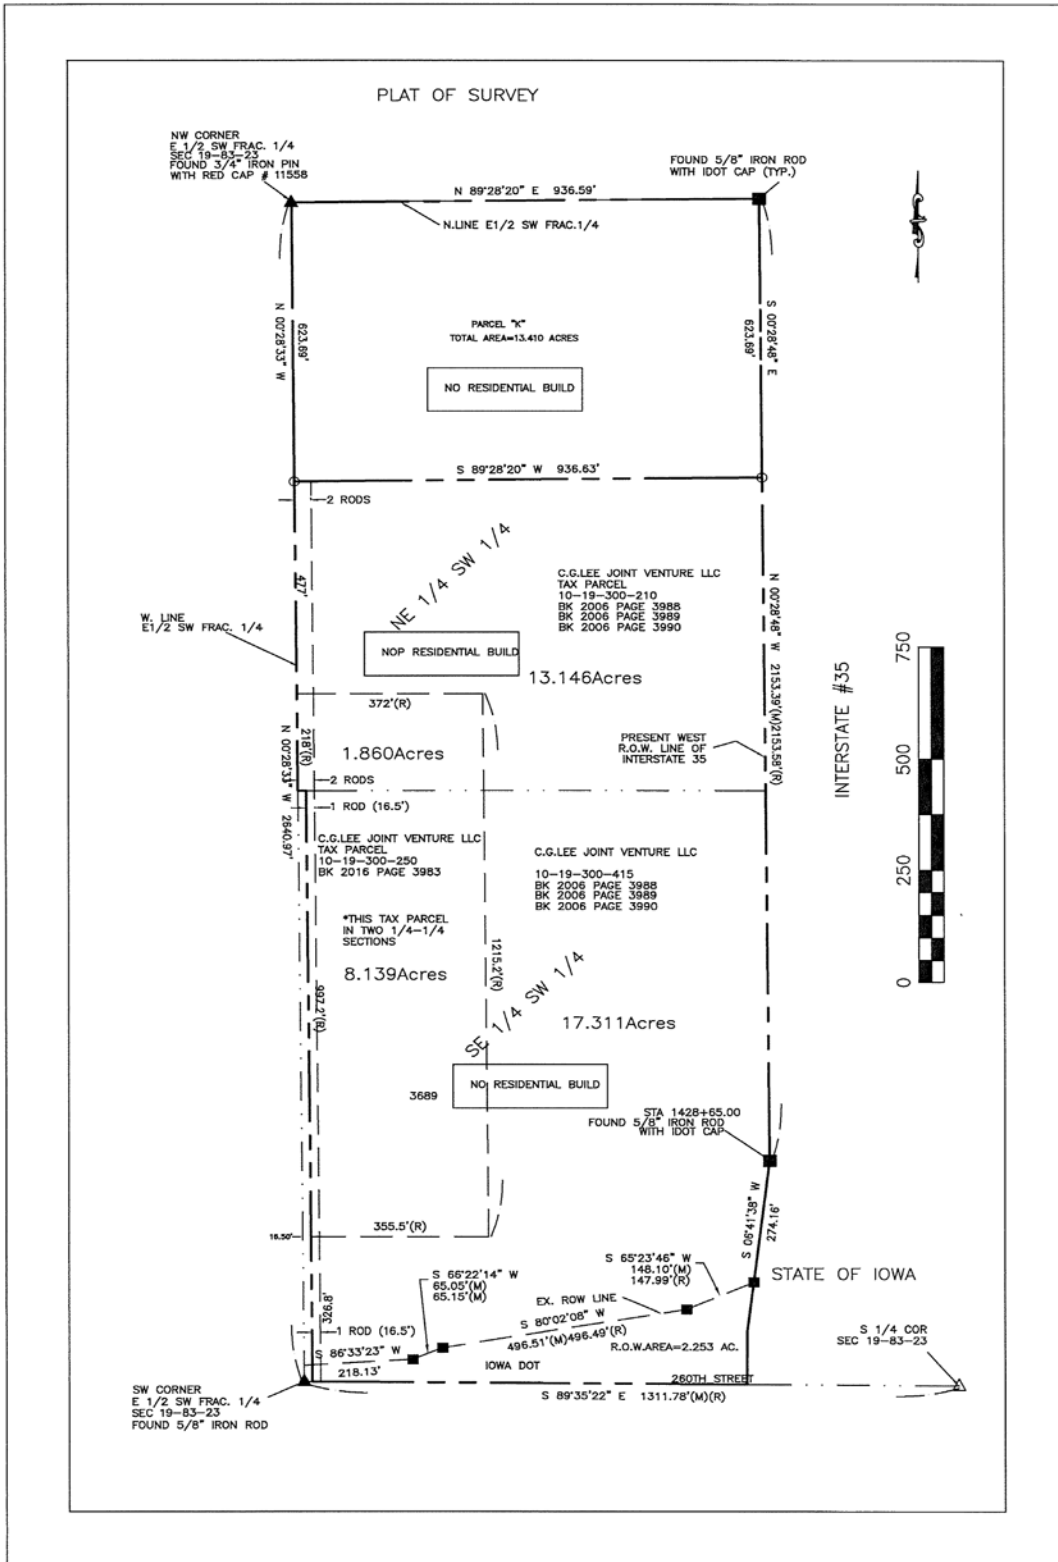 PLAT OF SURVEY
NW CORNER
E 1/2 SW FRAC. 1/4
SEC 19-83-23
FOUND 3/4" IRON PIN
WITH RED CAP # 11558
FOUND 5/8" IRON ROD
WITH IDOT CAP (TYP.)
N 89°28'20" E 936.59'
N.LINE E1/2 SW FRAC.1/4
N 00°28'33" W
623.69'
S 00°28'48" E
623.69'
PARCEL "K"
TOTAL AREA=13.410 ACRES
NO RESIDENTIAL BUILD
S 89°28'20" W 936.63'
2 RODS
NE 1/4 SW 1/4
477'
C.G.LEE JOINT VENTURE LLC
TAX PARCEL
10-19-300-210
BK 2006 PAGE 3988
BK 2006 PAGE 3989
BK 2006 PAGE 3990
W. LINE
E1/2 SW FRAC. 1/4
NOP RESIDENTIAL BUILD
13.146Acres
N 00°28'48" W 2153.39'(M)2153.58'(R)
INTERSTATE #35
750
500
250
0
372'(R)
218'(R)
1.860Acres
PRESENT WEST
R.O.W. LINE OF
INTERSTATE 35
N 00°28'33" W 2640.97'
2 RODS
1 ROD (16.5')
C.G.LEE JOINT VENTURE LLC
TAX PARCEL
10-19-300-250
BK 2016 PAGE 3983
C.G.LEE JOINT VENTURE LLC
10-19-300-415
BK 2006 PAGE 3988
BK 2006 PAGE 3989
BK 2006 PAGE 3990
*THIS TAX PARCEL
IN TWO 1/4-1/4
SECTIONS
8.139Acres
1215.2'(R)
997.2'(R)
SE 1/4 SW 1/4
17.311Acres
NO RESIDENTIAL BUILD
3689
STA 1428+65.00
FOUND 5/8" IRON ROD
WITH IDOT CAP
S 06°41'38" W
274.16'
355.5'(R)
16.50'
S 65°23'46" W
148.10'(M)
147.99'(R)
S 66°22'14" W
65.05'(M)
65.15'(M)
STATE OF IOWA
EX. ROW LINE
S 80°02'08" W
496.51'(M)496.49'(R)
326.8'
1 ROD (16.5')
S 86°33'23" W
218.13'
IOWA DOT
R.O.W.AREA=2.253 AC.
S 1/4 COR
SEC 19-83-23
260TH STREET
S 89°35'22" E 1311.78'(M)(R)
SW CORNER
E 1/2 SW FRAC. 1/4
SEC 19-83-23
FOUND 5/8" IRON ROD